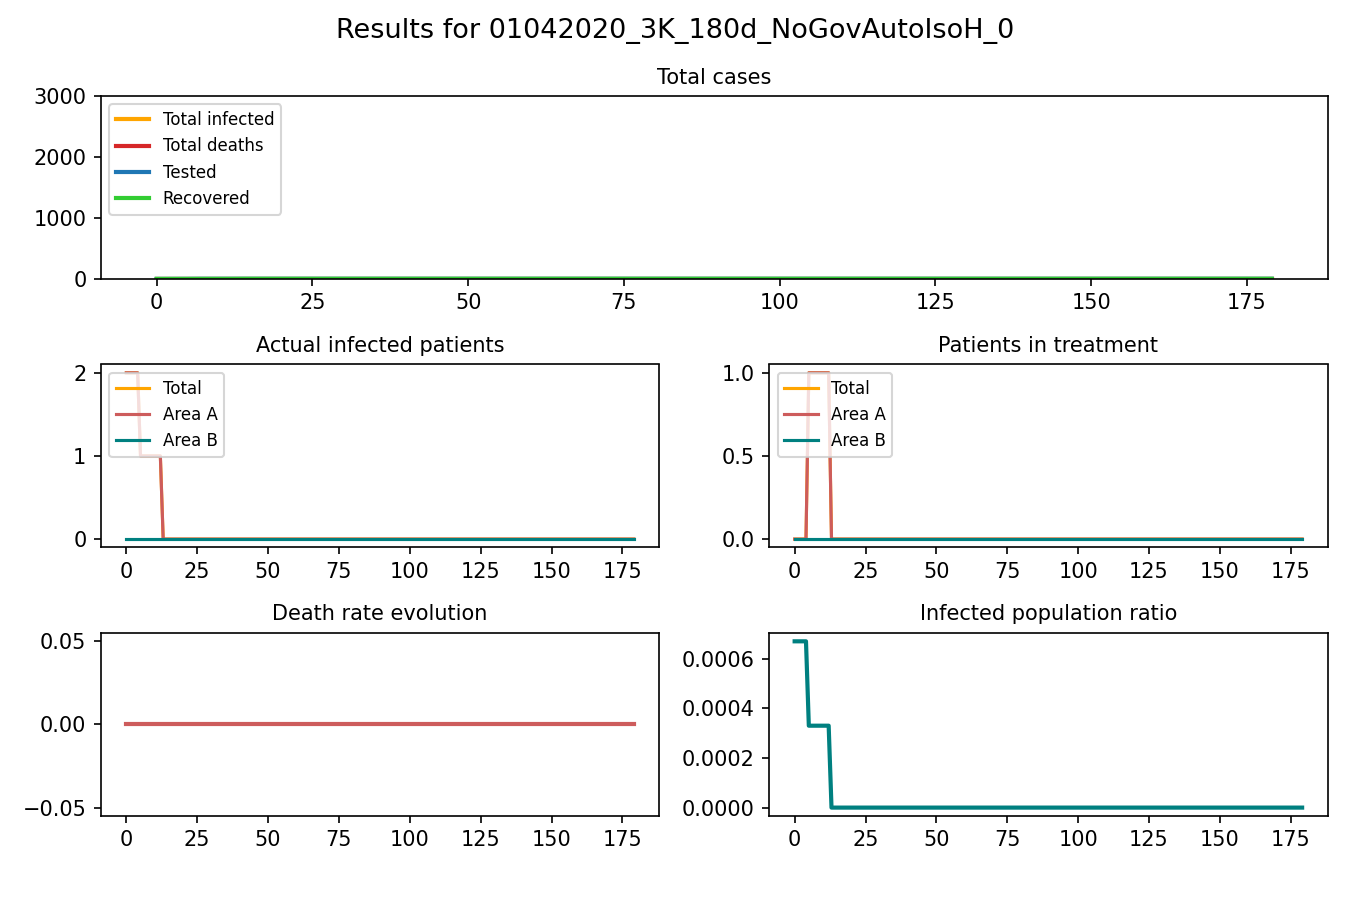 Results for 01042020_3K_180d_NoGovAutoIsoH_0
Total cases
3000
2000
1000
0
Total infected
Total deaths
Tested
Recovered
0 25 50 75 100 125 150 175
Actual infected patients
2
1
0
Total
Area A
Area B
0 25 50 75 100 125 150 175
Patients in treatment
1.0
0.5
0.0
Total
Area A
Area B
0 25 50 75 100 125 150 175
Death rate evolution
0.05
0.00
−0.05
0 25 50 75 100 125 150 175
Infected population ratio
0.0006
0.0004
0.0002
0.0000
0 25 50 75 100 125 150 175